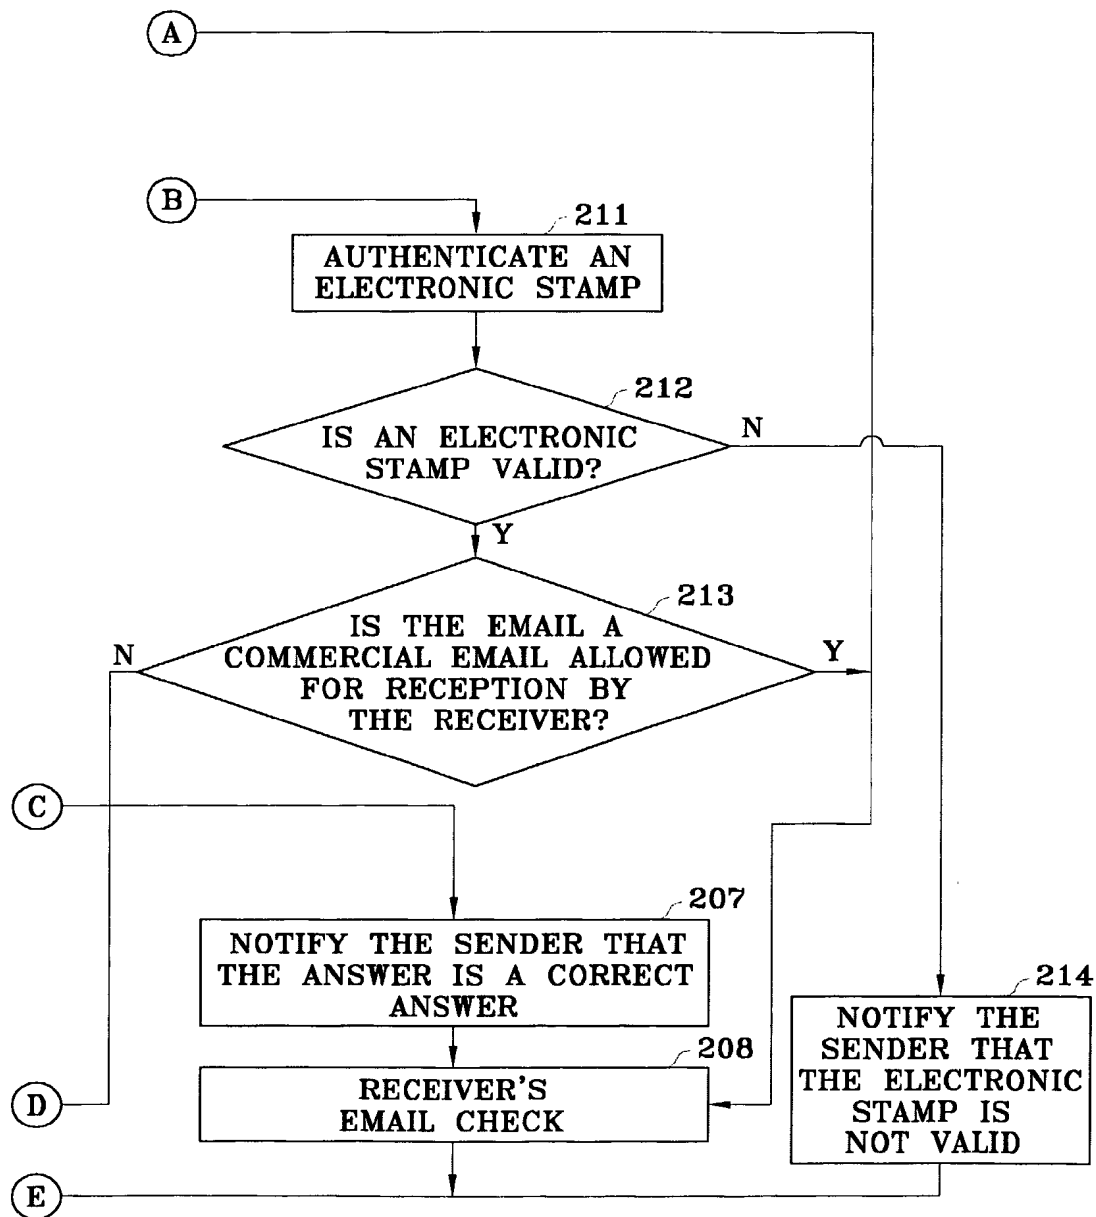 A
B
211
AUTHENTICATE AN
ELECTRONIC STAMP
212
N
IS AN ELECTRONIC
STAMP VALID?
Y
213
N
IS THE EMAIL A
COMMERCIAL EMAIL ALLOWED
FOR RECEPTION BY
THE RECEIVER?
Y
C
207
NOTIFY THE SENDER THAT
THE ANSWER IS A CORRECT
ANSWER
214
NOTIFY THE
SENDER THAT
THE ELECTRONIC
STAMP IS
NOT VALID
208
RECEIVER'S
EMAIL CHECK
D
E